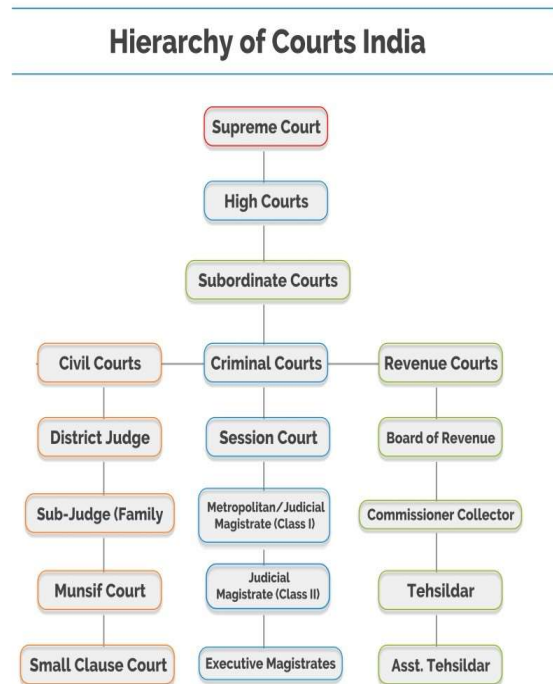 Hierarchy of Courts India
Supreme Court
High Courts
Subordinate Courts
Civil Courts
Criminal Courts
Revenue Courts
District Judge
Session Court
Board of Revenue
Sub-Judge (Family
Metropolitan/Judicial
Magistrate (Class I)
Commissioner Collector
Munsif Court
Judicial
Magistrate (Class II)
Tehsildar
Small Clause Court
Executive Magistrates
Asst. Tehsildar